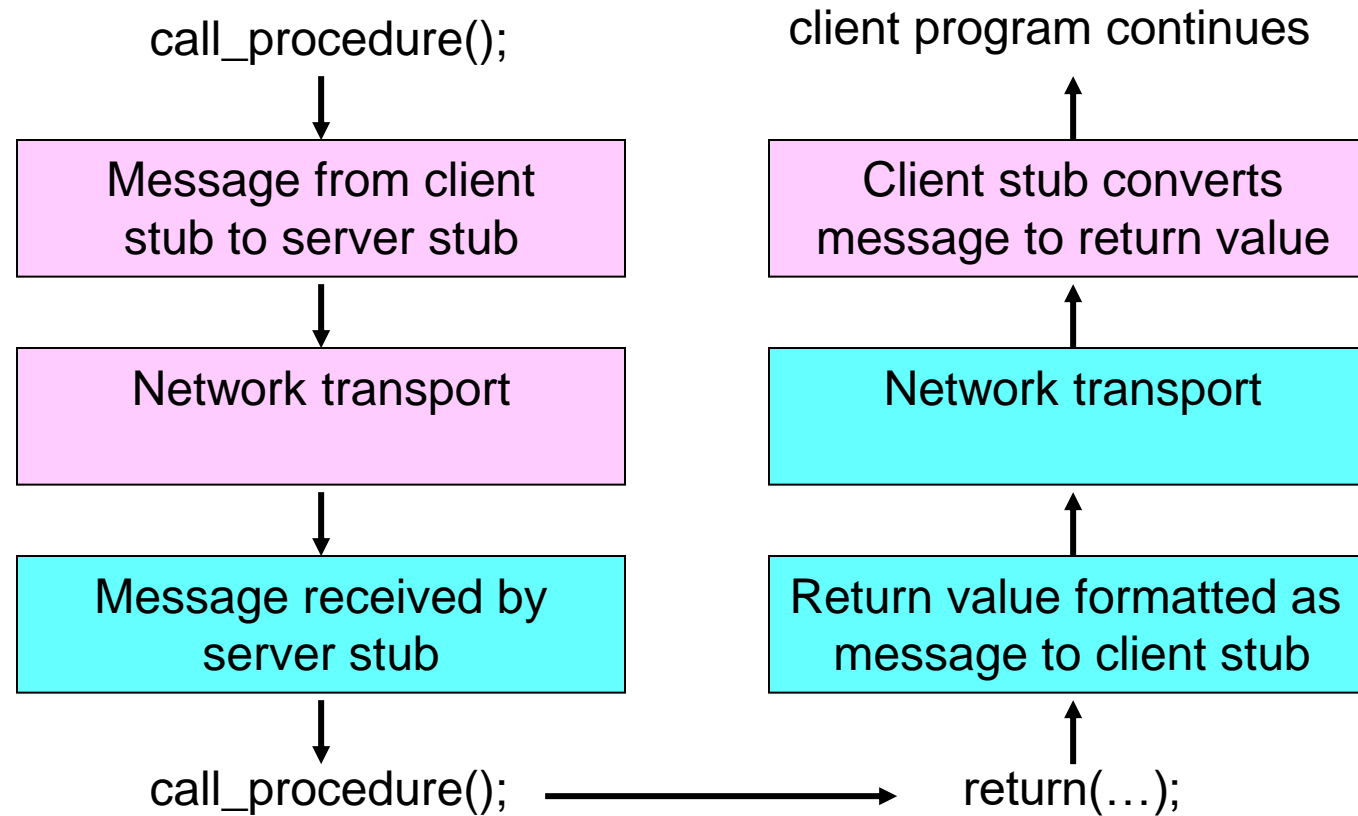 call_procedure();
Message from client
stub to server stub
Network transport
Message received by
server stub
call_procedure();
return(…);
Return value formatted as
message to client stub
Network transport
Client stub converts
message to return value
client program continues